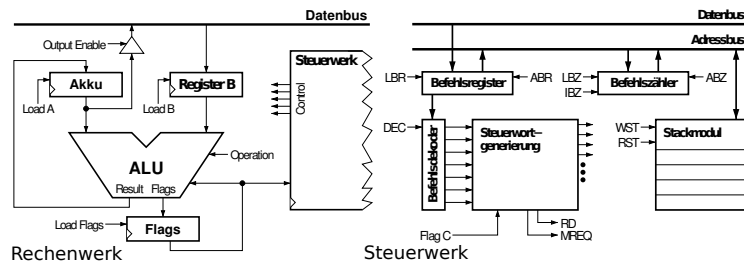 Datenbus
Output Enable
Akku
Load A
Register B
Load B
Steuerwerk
Control
ALU
Operation
Result Flags
Load Flags
Flags
Rechenwerk
Datenbus
Adressbus
LBR
Befehlsregister
ABR
LBZ
IBZ
Befehlszähler
ABZ
DEC
Befehlsdekoder
Steuerwort-
generierung
WST
RST
Stackmodul
Flag C
RD
MREQ
Steuerwerk